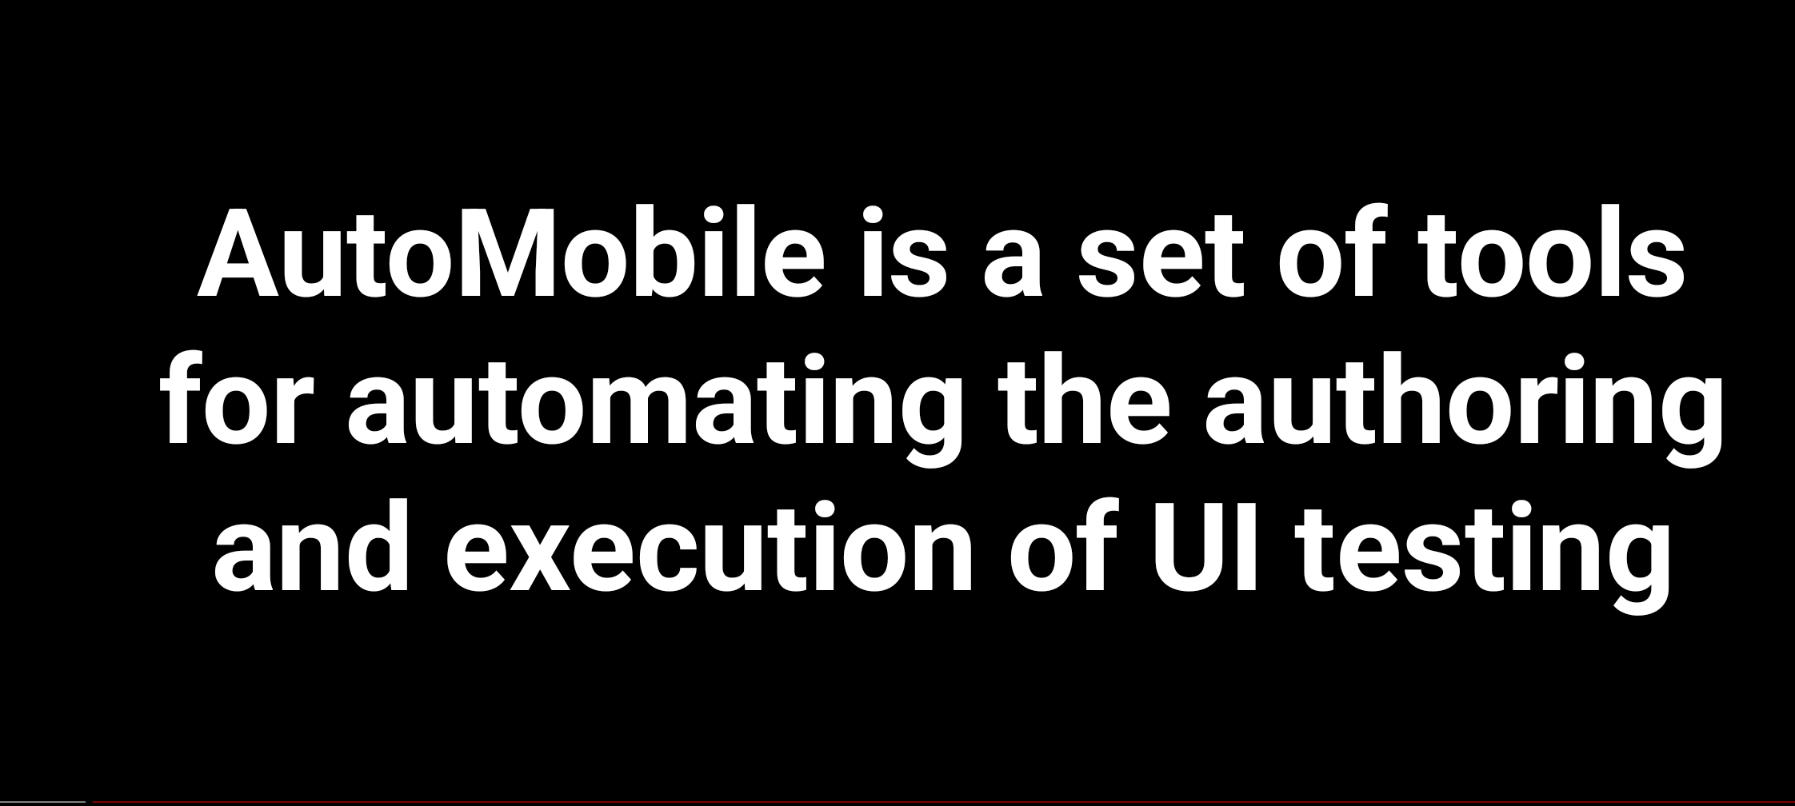 AutoMobile is a set of tools
for automating the authoring
and execution of UI testing